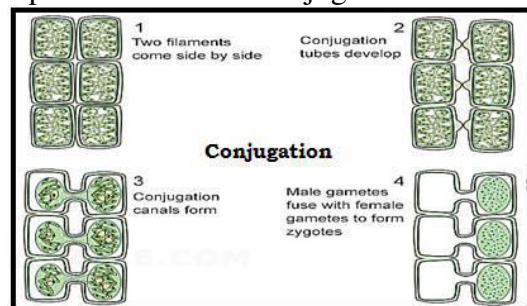 1
Two filaments
come side by side
2
Conjugation
tubes develop
Conjugation
3
Conjugation
canals form
4
Male gametes
fuse with female
gametes to form
zygotes
E.COM